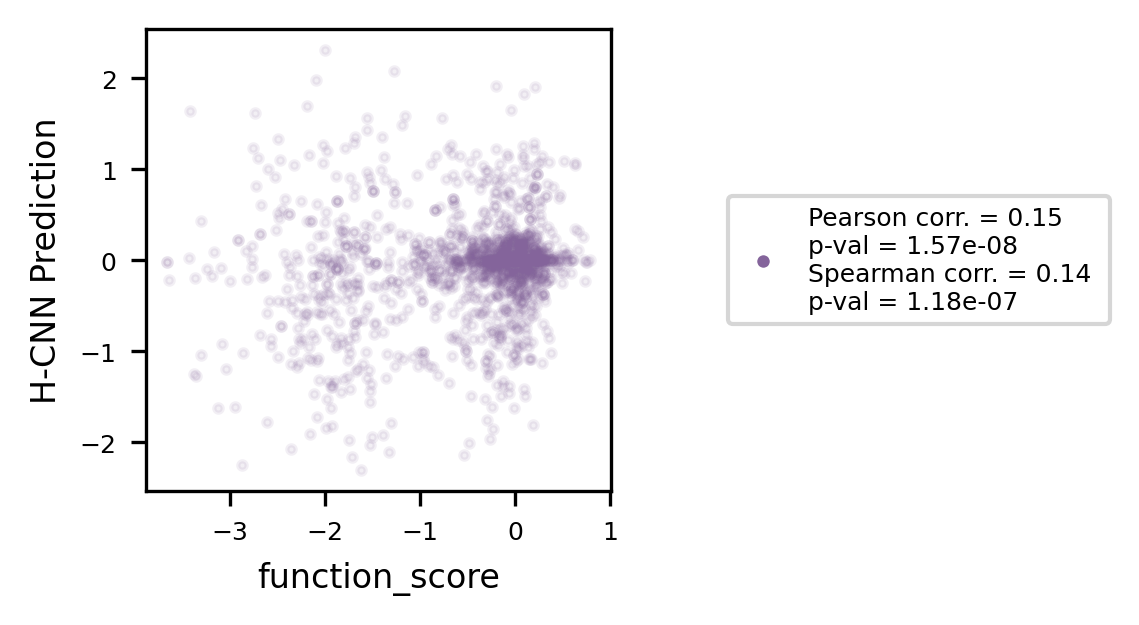 H-CNN Prediction
2
1
0
−1
−2
−3
−2
−1
0
1
function_score
Pearson corr. = 0.15
p-val = 1.57e-08
Spearman corr. = 0.14
p-val = 1.18e-07